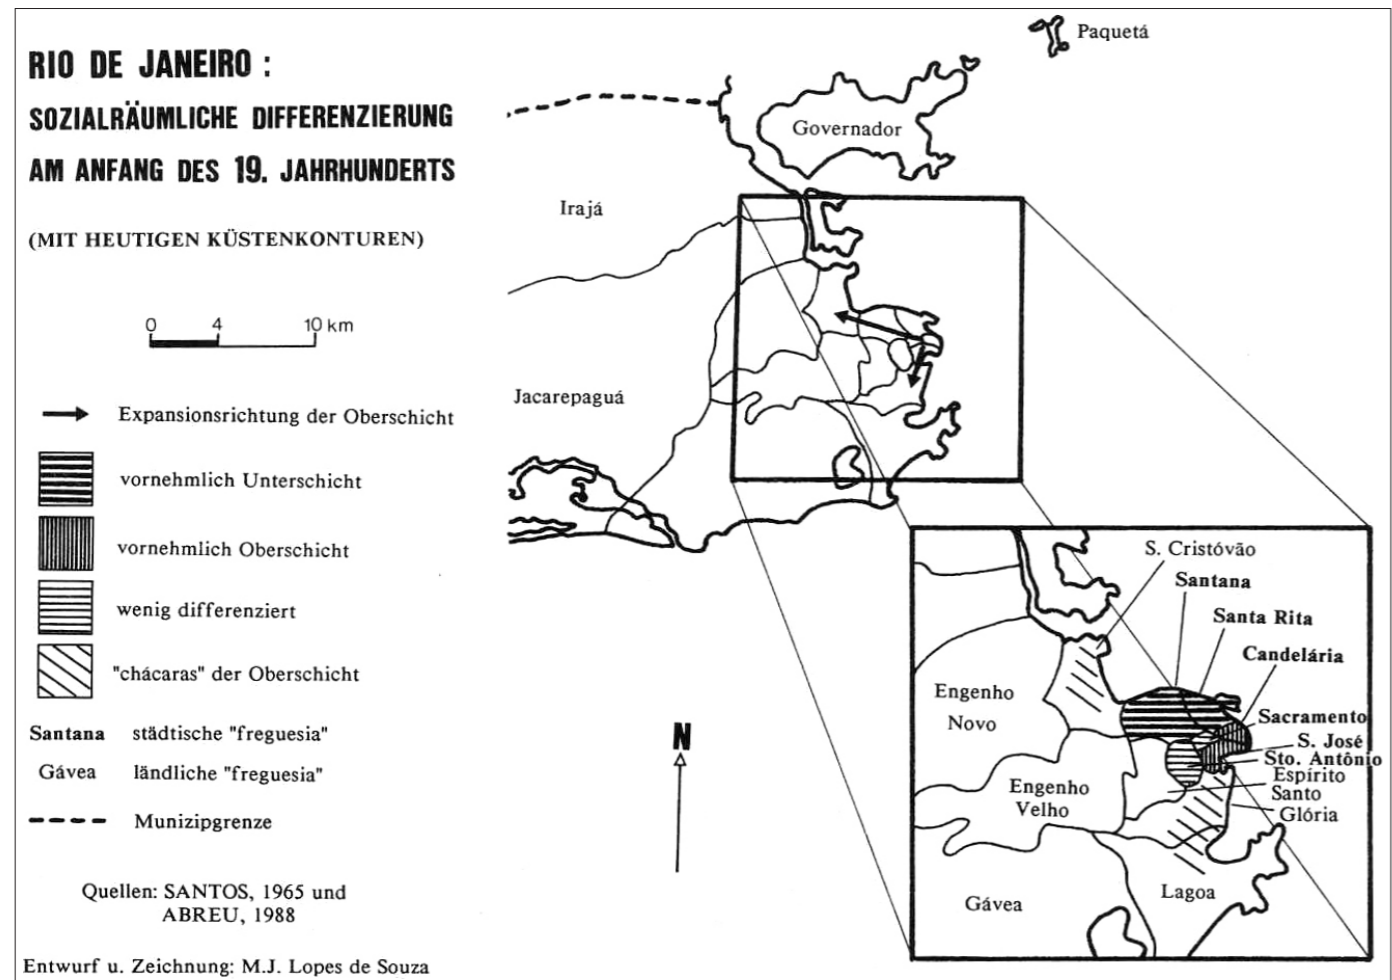 RIO DE JANEIRO :
SOZIALRÄUMLICHE DIFFERENZIERUNG
AM ANFANG DES 19. JAHRHUNDERTS
(MIT HEUTIGEN KÜSTENKONTUREN)
0 4 10 km
Expansionsrichtung der Oberschicht
vornehmlich Unterschicht
vornehmlich Oberschicht
wenig differenziert
"chácaras" der Oberschicht
Santana städtische "freguesia"
Gávea ländliche "freguesia"
Munizipgrenze
Quellen: SANTOS, 1965 und
ABREU, 1988
Entwurf u. Zeichnung: M.J. Lopes de Souza
Paquetá
Governador
Irajá
Jacarepaguá
N
S. Cristóvão
Santana
Santa Rita
Candelária
Engenho
Novo
Sacramento
S. José
Sto. Antônio
Espírito
Santo
Glória
Engenho
Velho
Lagoa
Gávea